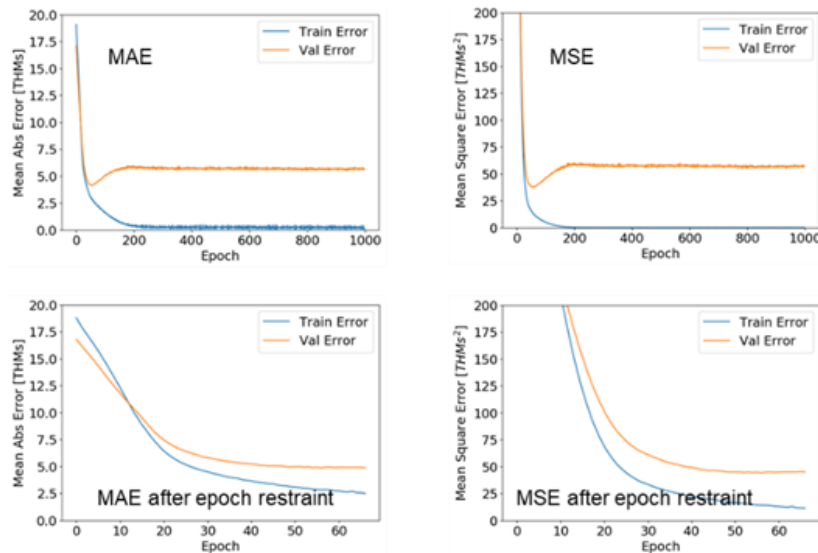 20.0
17.5
15.0
12.5
10.0
7.5
5.0
2.5
0.0
Mean Abs Error [THMs]
MAE
Train Error
Val Error
0 200 400 600 800 1000
Epoch
200
175
150
125
100
75
50
25
0
Mean Square Error [THMs²]
MSE
Train Error
Val Error
0 200 400 600 800 1000
Epoch
20.0
17.5
15.0
12.5
10.0
7.5
5.0
2.5
0.0
Mean Abs Error [THMs]
Train Error
Val Error
MAE after epoch restraint
0 10 20 30 40 50 60
Epoch
200
175
150
125
100
75
50
25
0
Mean Square Error [THMs²]
Train Error
Val Error
MSE after epoch restraint
0 10 20 30 40 50 60
Epoch